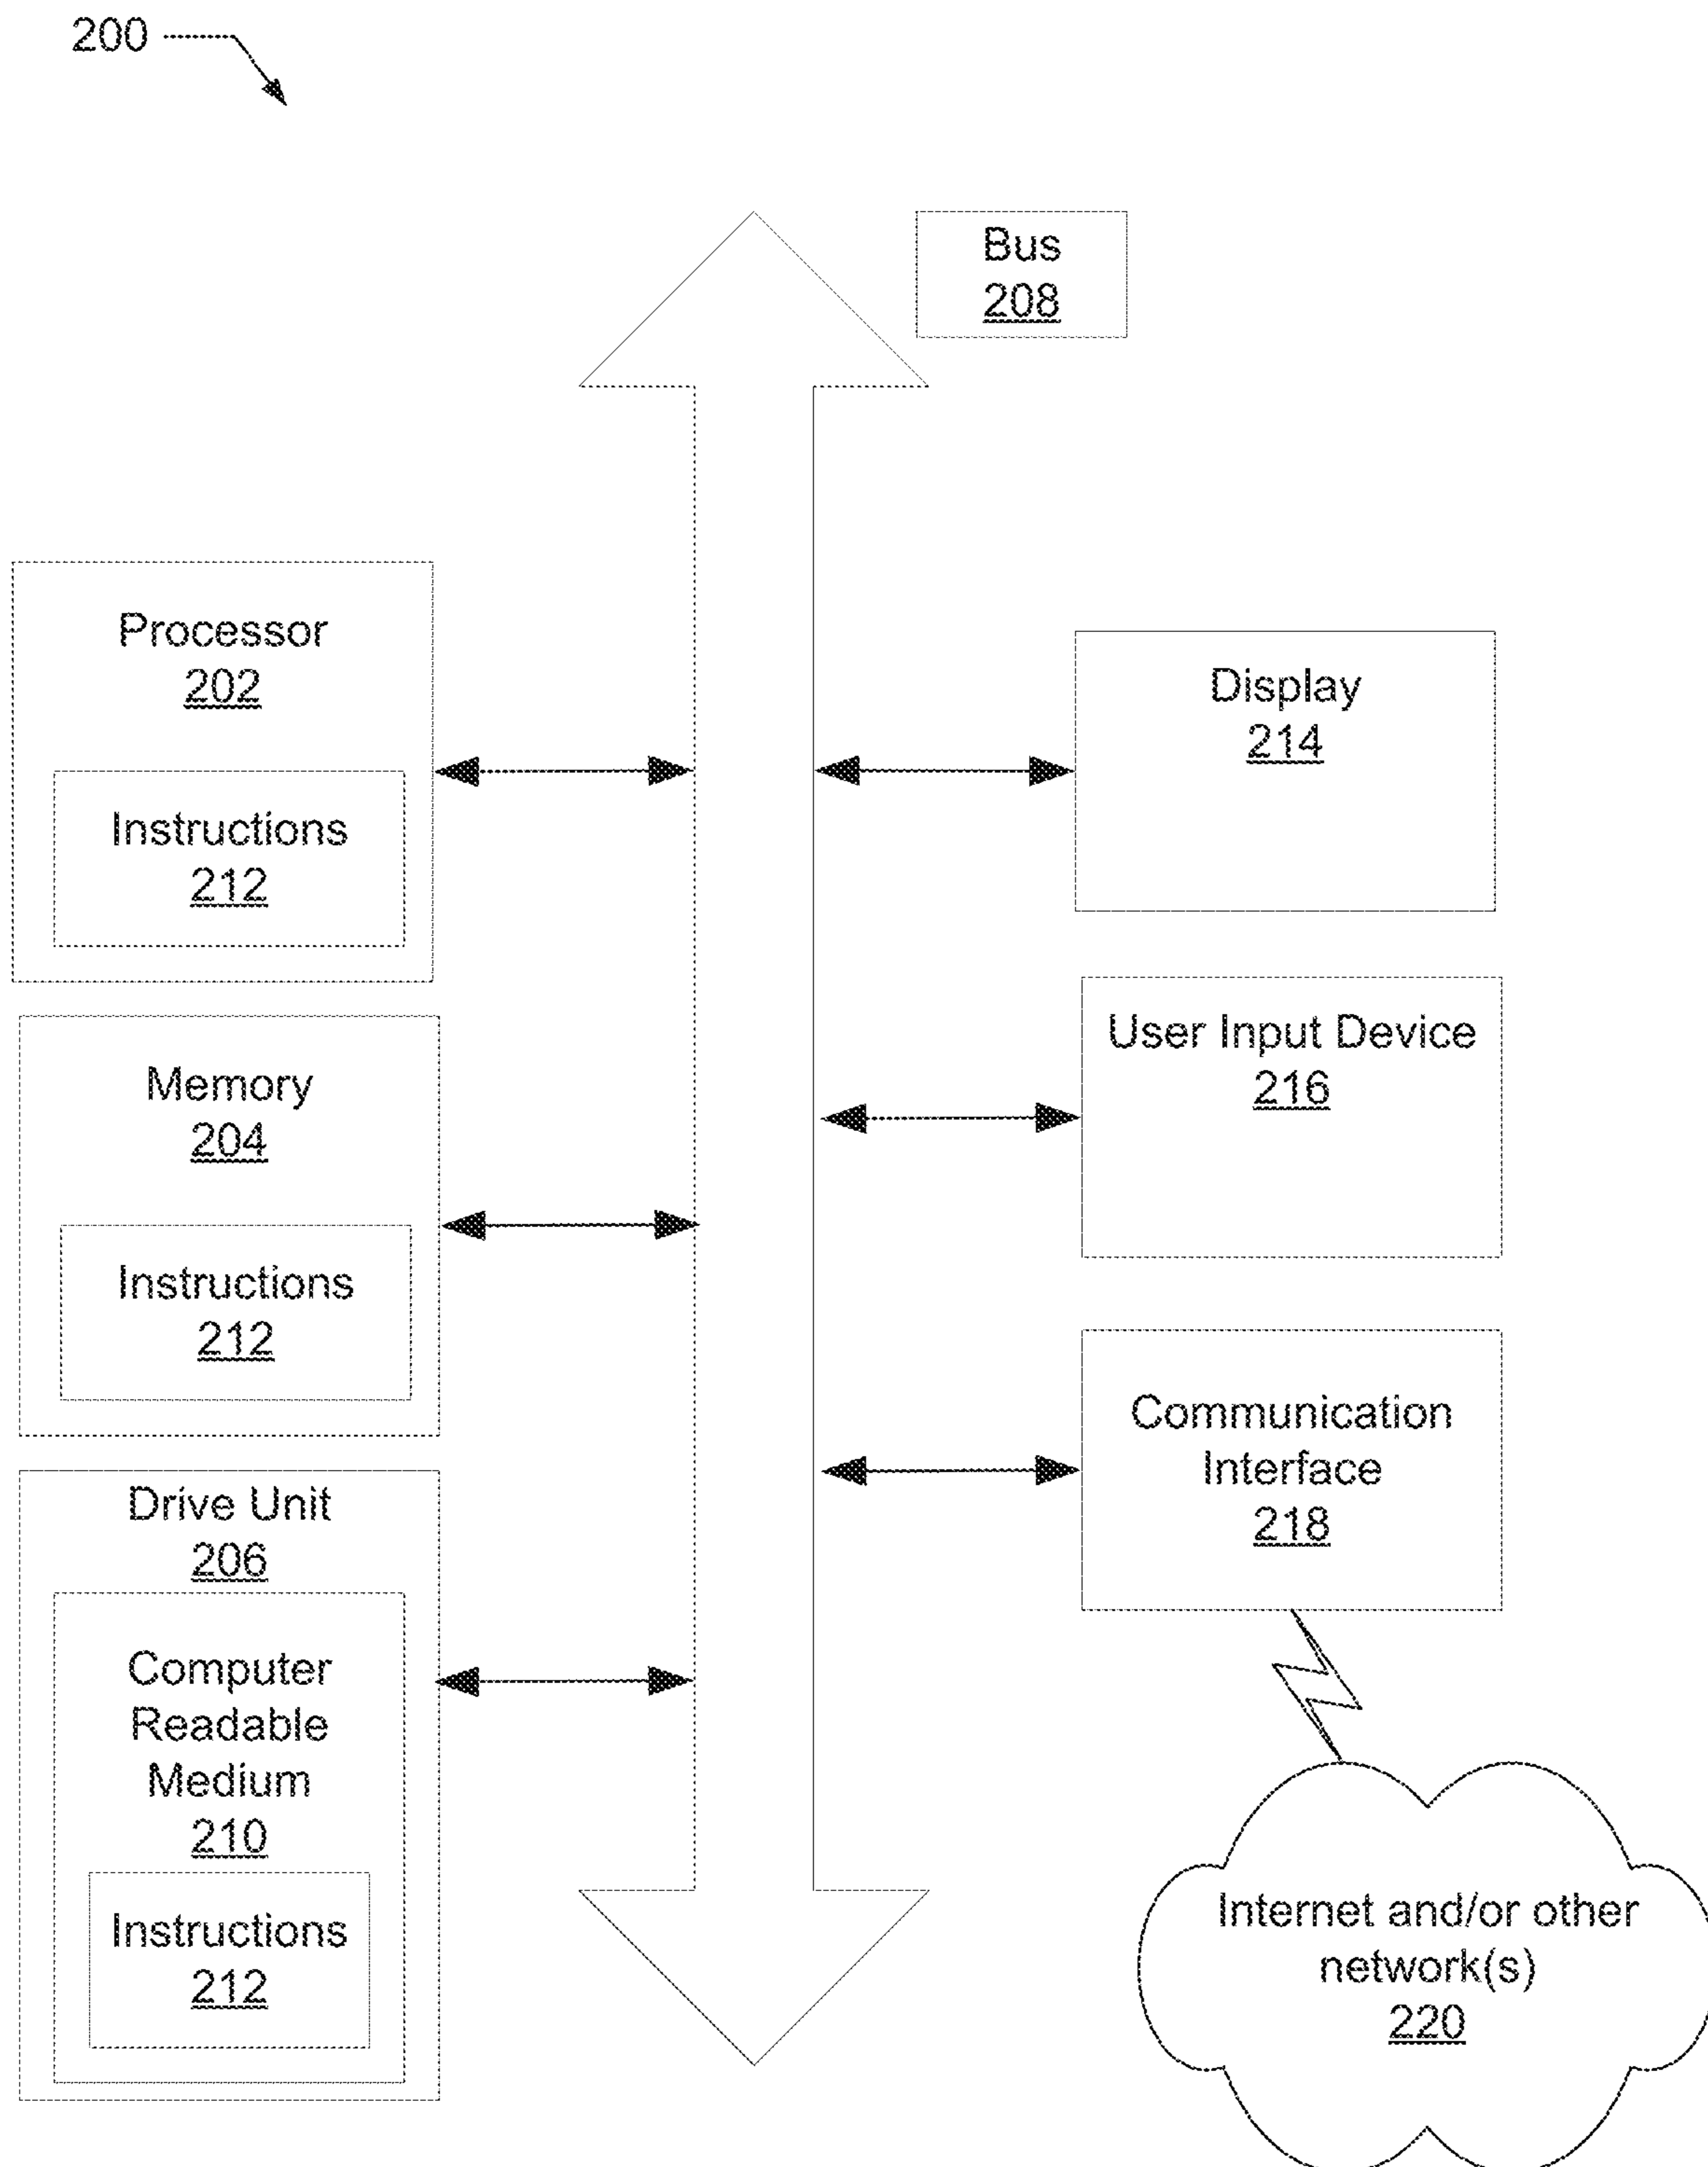 200
Bus
208
Processor
202
Instructions
212
Memory
204
Instructions
212
Drive Unit
206
Computer
Readable
Medium
210
Instructions
212
Display
214
User Input Device
216
Communication
Interface
218
Internet and/or other
network(s)
220